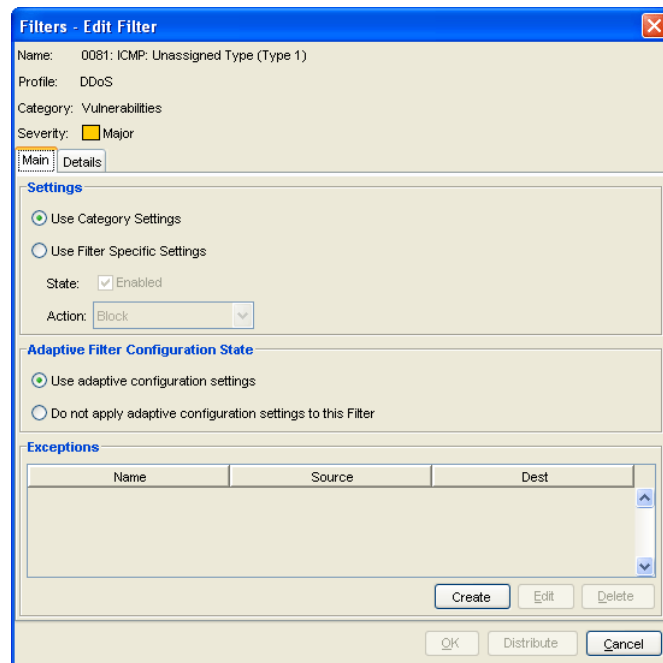 Filters - Edit Filter
Name: 0081: ICMP: Unassigned Type (Type 1)
Profile: DDoS
Category: Vulnerabilities
Severity: Major
Main Details
Settings
Use Category Settings
Use Filter Specific Settings
State: Enabled
Action: Block
Adaptive Filter Configuration State
Use adaptive configuration settings
Do not apply adaptive configuration settings to this Filter
Exceptions
Name Source Dest
Create Edit Delete
OK Distribute Cancel